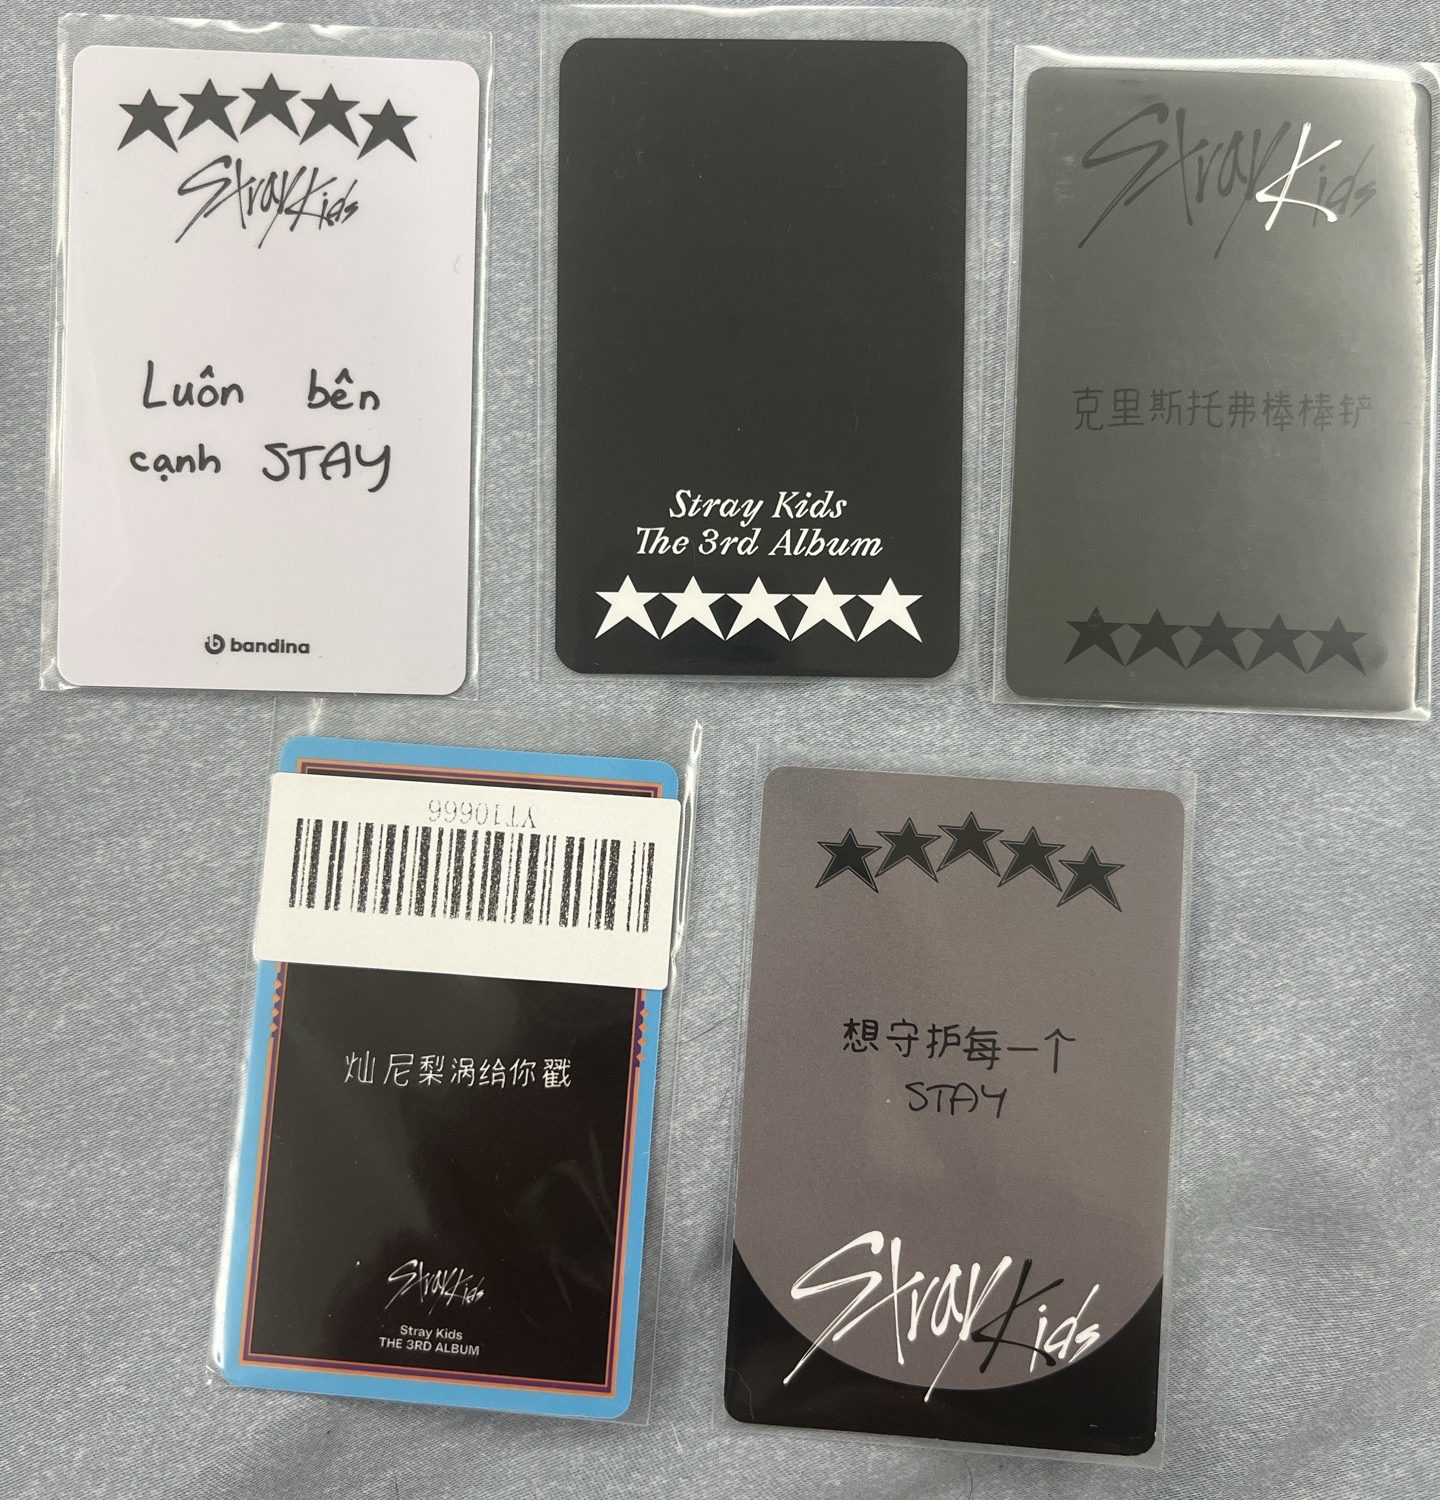 Stray Kids
Luôn bên
cạnh STAY
bandina
Stray Kids
The 3rd Album
Stray Kids
克里斯托弗棒棒铲
YT10666
灿尼梨涡给你戳
Stray Kids
Stray Kids
THE 3RD ALBUM
想守护每一个
STAY
Stray Kids